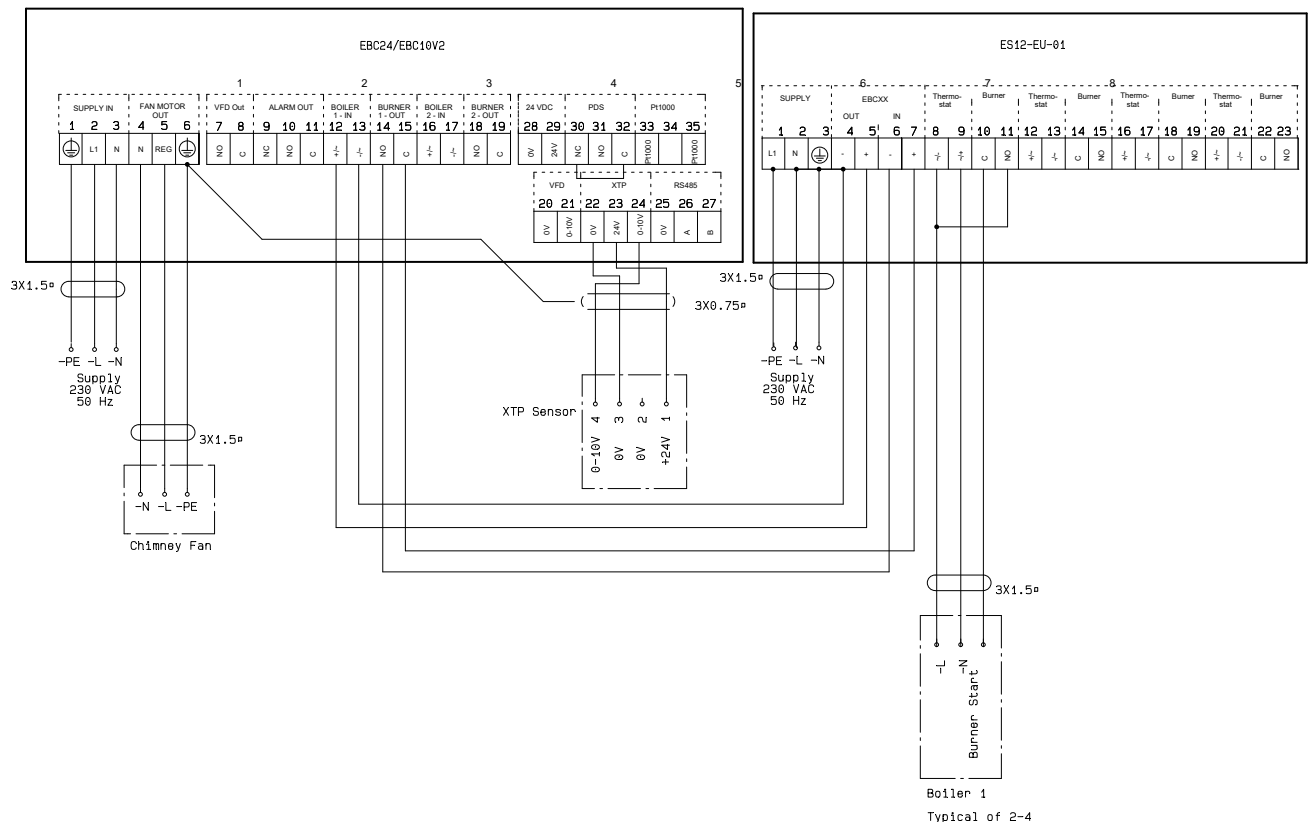 EBC24/EBC10V2
ES12-EU-01
1 2 3 4 5 6 7 8
SUPPLY IN
FAN MOTOR
OUT
VFD Out
ALARM OUT
BOILER
1 - IN
BURNER
1 - OUT
BOILER
2 - IN
BURNER
2 - OUT
24 VDC
PDS
Pt1000
1 2 3 4 5 6 7 8 9 10 11 12 13 14 15 16 17 18 19 28 29 30 31 32 33 34 35
L1 N N REG NO C NC NO C +/~ -/~ NO C +/~ -/~ NO C 0V 24V NC NO C Pt1000 Pt1000
VFD
XTP
RS485
20 21 22 23 24 25 26 27
0V 0-10V 0V 24V 0-10V 0V A B
SUPPLY
EBCXX
OUT IN
Thermo-
stat
Burner
Thermo-
stat
Burner
Thermo-
stat
Burner
Thermo-
stat
Burner
1 2 3 4 5 6 7 8 9 10 11 12 13 14 15 16 17 18 19 20 21 22 23
L1 N - + - + C NO C NO C NO C NO
3X1.5¤
-PE -L -N
Supply
230 VAC
50 Hz
3X1.5¤
-N -L -PE
Chimney Fan
3X0.75¤
XTP Sensor
4 3 2 1
0-10V 0V 0V +24V
3X1.5¤
-PE -L -N
Supply
230 VAC
50 Hz
3X1.5¤
-L
-N
Burner Start
Boiler 1
Typical of 2-4